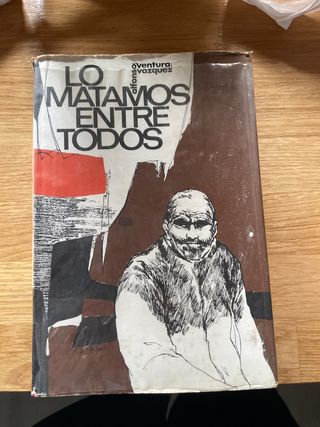 LO
MATAMOS
ENTRE
TODOS
alfonso
ventura
vazquez